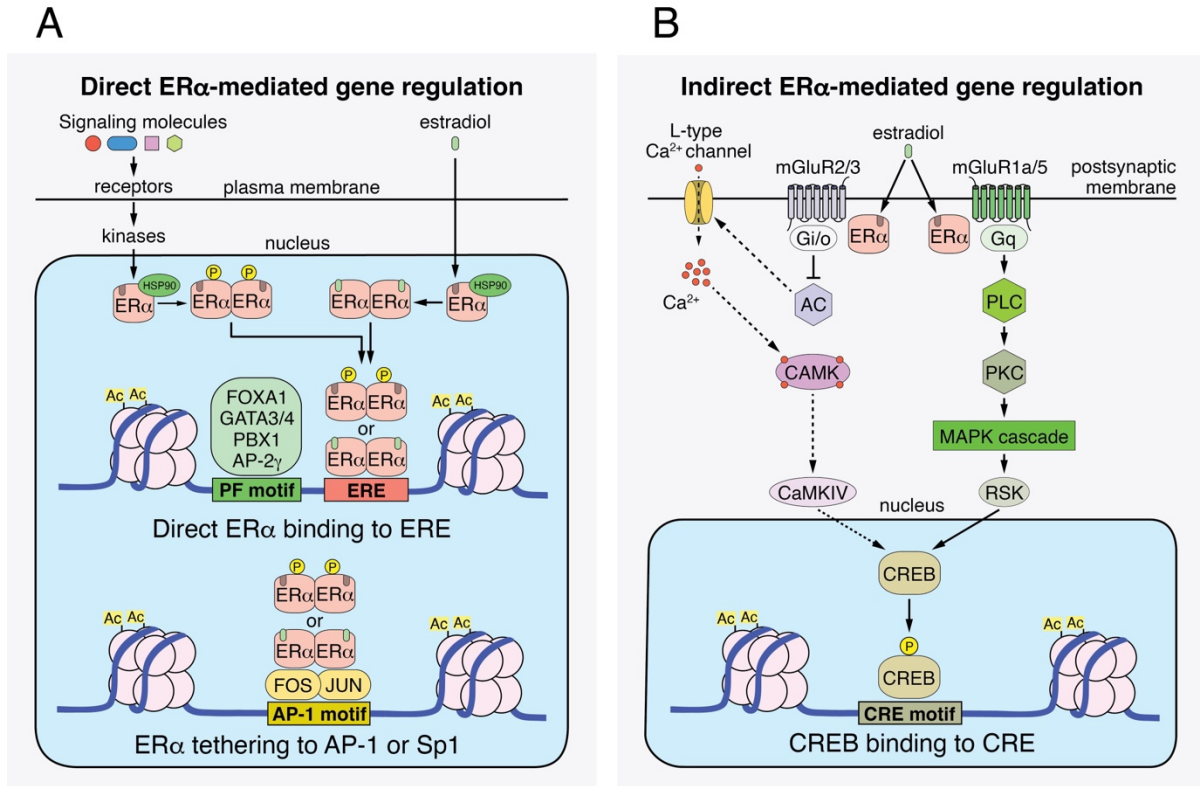 A
Direct ERα-mediated gene regulation
Signaling molecules
estradiol
receptors
plasma membrane
kinases
nucleus
HSP90
ERα
P P
ERα ERα
ERα ERα
HSP90
ERα
P P
ERα ERα
or
ERα ERα
Ac Ac
FOXA1
GATA3/4
PBX1
AP-2γ
Ac Ac
PF motif
ERE
Direct ERα binding to ERE
P P
ERα ERα
or
ERα ERα
Ac Ac
Ac Ac
FOS JUN
AP-1 motif
ERα tethering to AP-1 or Sp1
B
Indirect ERα-mediated gene regulation
L-type
Ca²⁺ channel
estradiol
mGluR2/3
mGluR1a/5
postsynaptic
membrane
Gi/o
ERα
ERα
Gq
Ca²⁺
AC
PLC
CAMK
PKC
MAPK cascade
CaMKIV
RSK
nucleus
CREB
Ac Ac
P
Ac Ac
CREB
CRE motif
CREB binding to CRE